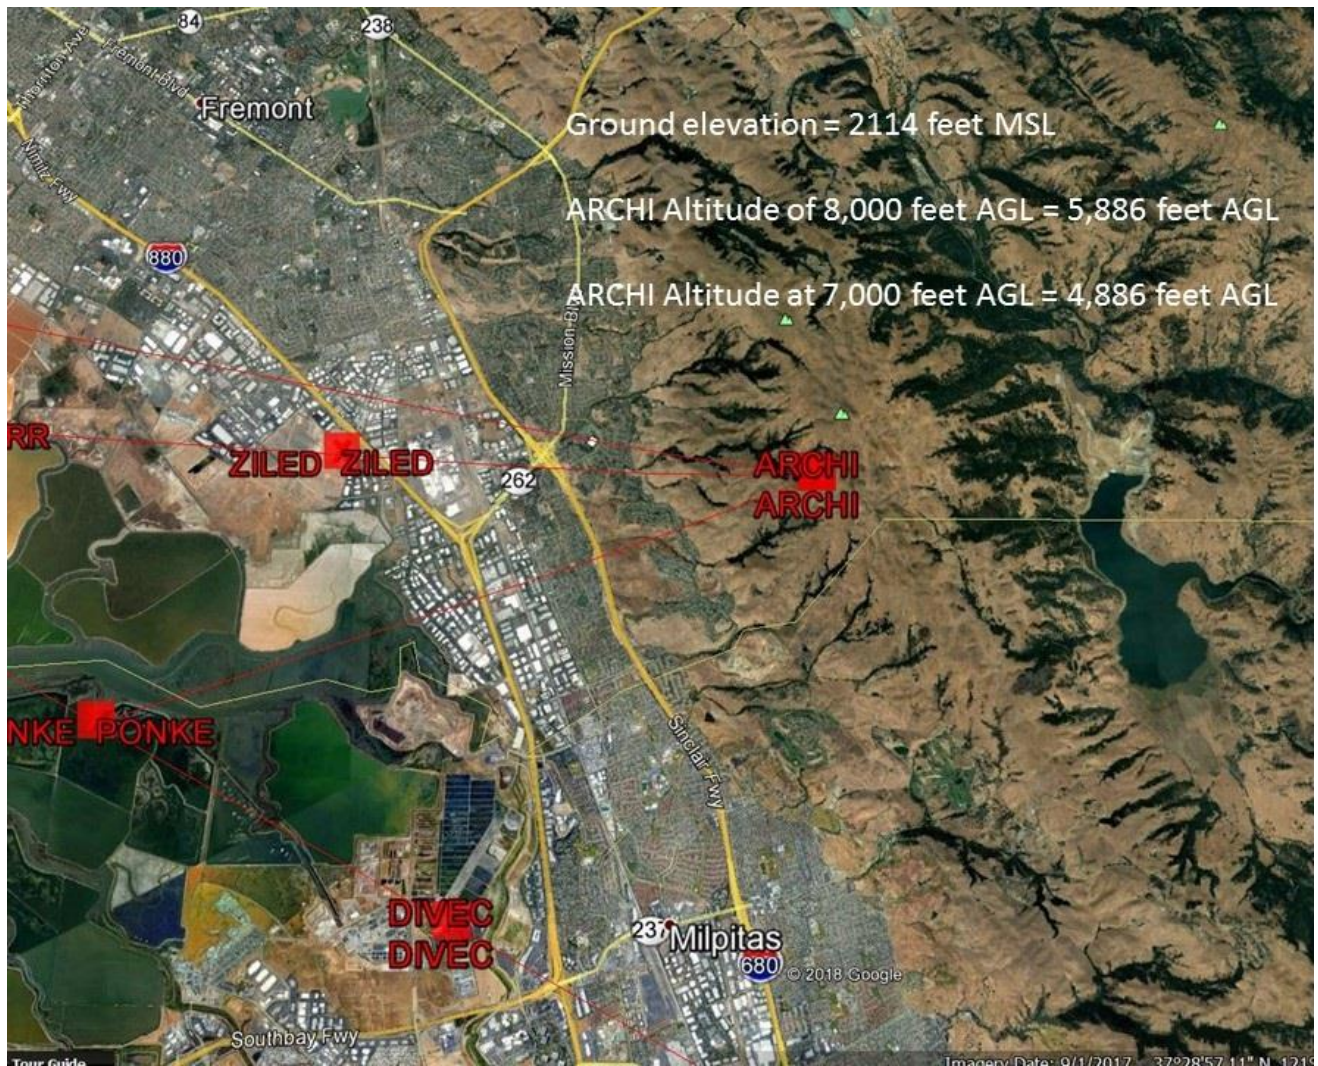 84
238
Thornton Ave
Fremont Blvd
Fremont
Ground elevation = 2114 feet MSL
Nimitz Fwy
ARCHI Altitude of 8,000 feet AGL = 5,886 feet AGL
880
ARCHI Altitude at 7,000 feet AGL = 4,886 feet AGL
Mission Bl
RR
ZILED ZILED
ARCHI
262
ARCHI
NKE PONKE
Sinclair Fwy
DIVEC
237 Milpitas
DIVEC
680
© 2018 Google
Southbay Fwy
Tour Guide
Imagery Date: 9/1/2017 37°28'57.11" N 121°